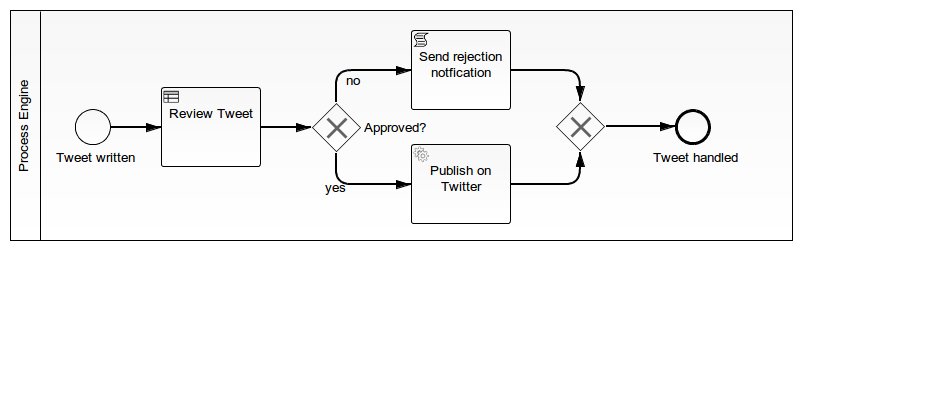 Process Engine
Tweet written
Review Tweet
Approved?
no
yes
Send rejection
notfication
Publish on
Twitter
Tweet handled